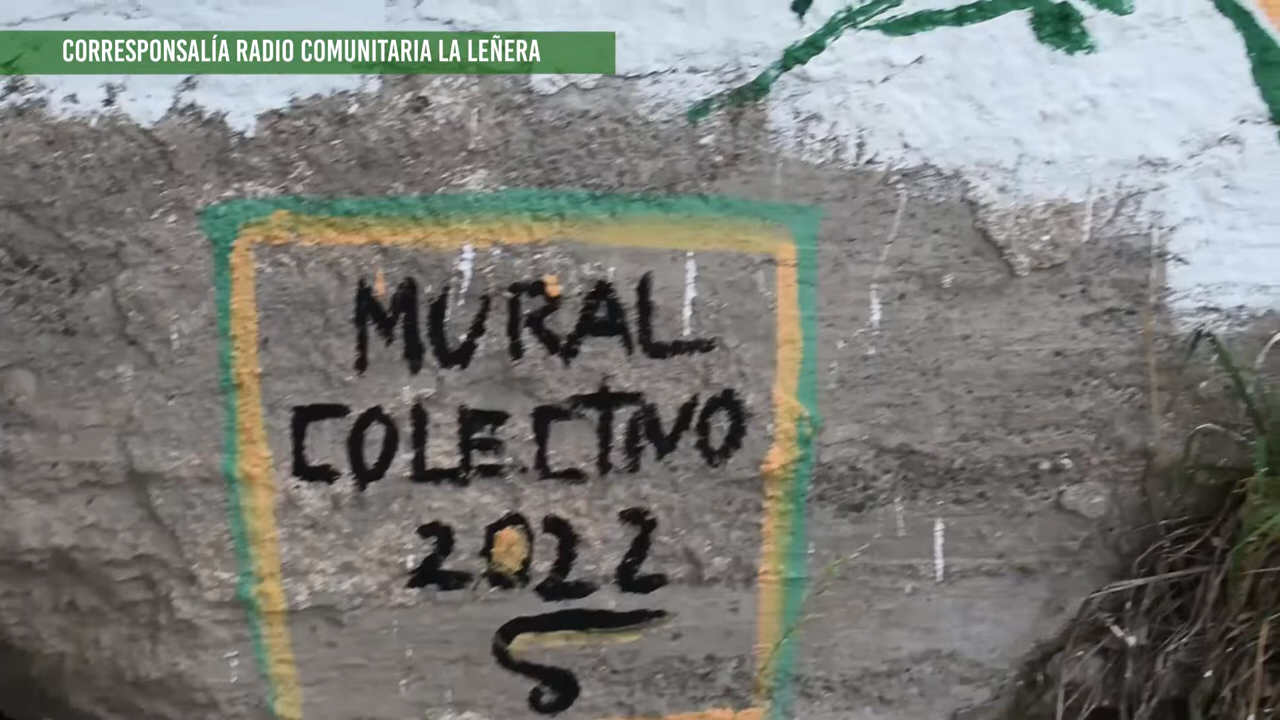 CORRESPONSALÍA RADIO COMUNITARIA LA LEÑERA
MURAL
COLECTIVO
2022